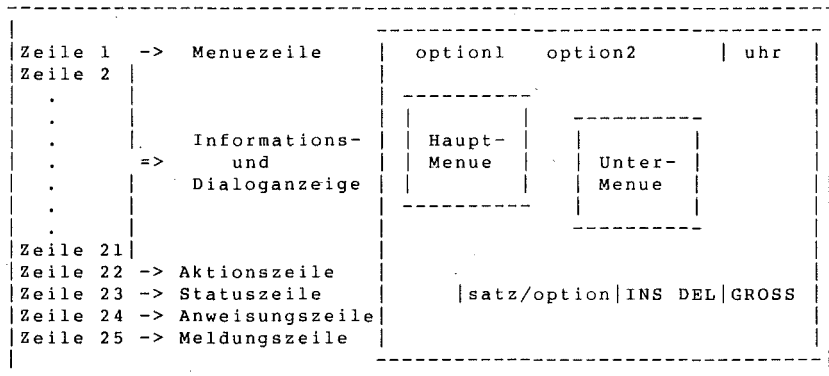 Zeile 1 -> Menuezeile | option1 option2 | uhr
Zeile 2
Informations- Haupt-
=> und Menue Unter-
Dialoganzeige Menue
Zeile 21
Zeile 22 -> Aktionszeile
Zeile 23 -> Statuszeile |satz/option|INS DEL|GROSS
Zeile 24 -> Anweisungszeile
Zeile 25 -> Meldungszeile